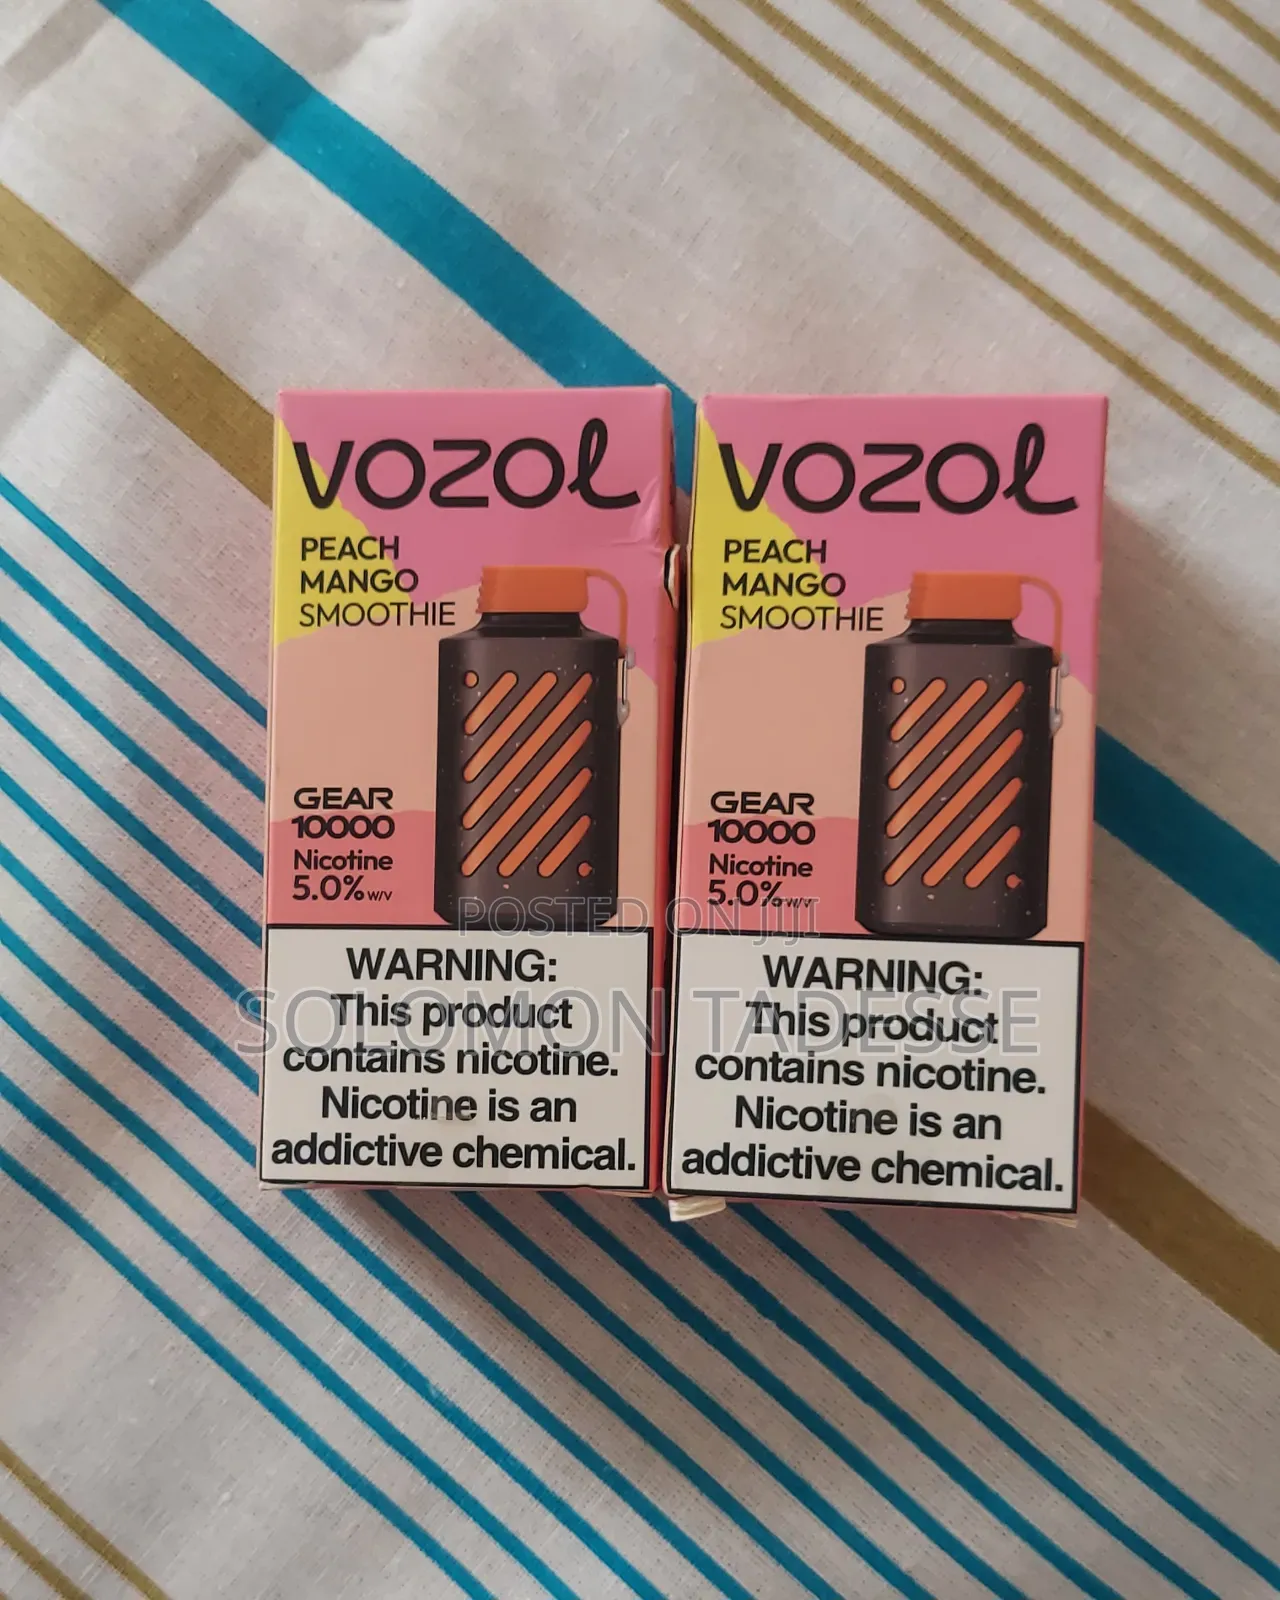 VOZOL
PEACH
MANGO
SMOOTHIE
GEAR
10000
Nicotine
5.0% W/V
WARNING:
This product
contains nicotine.
Nicotine is an
addictive chemical.
VOZOL
PEACH
MANGO
SMOOTHIE
GEAR
10000
Nicotine
5.0% W/V
WARNING:
This product
contains nicotine.
Nicotine is an
addictive chemical.
POSTED ON JIJI
SOLOMON TADESSE